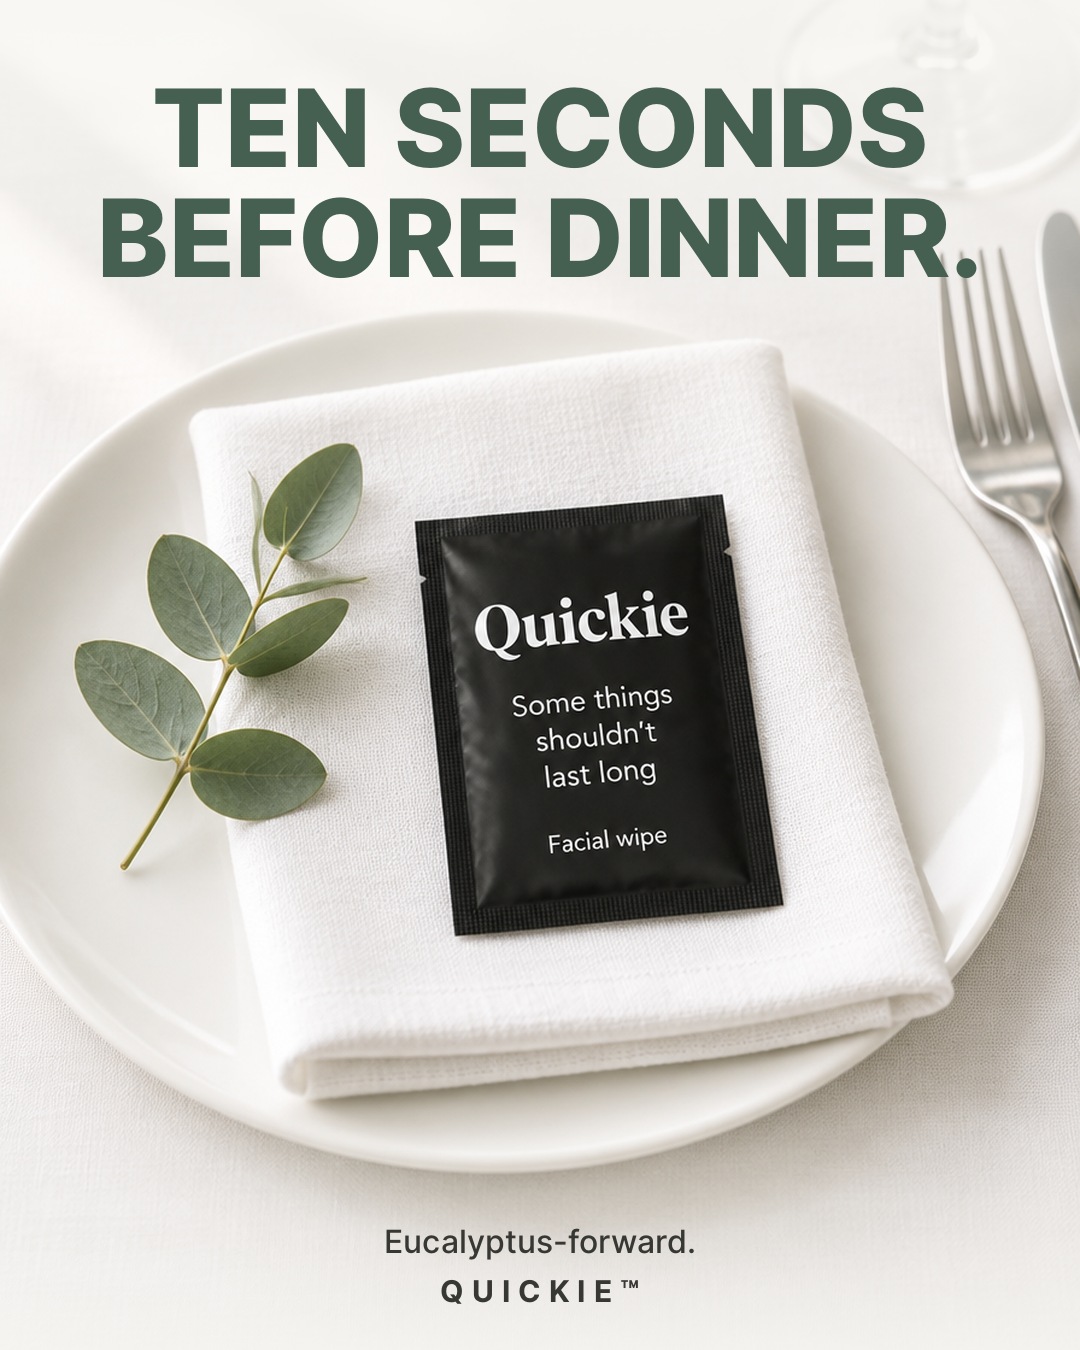 TEN SECONDS
BEFORE DINNER.
Quickie
Some things
shouldn't
last long
Facial wipe
Eucalyptus-forward.
QUICKIE™